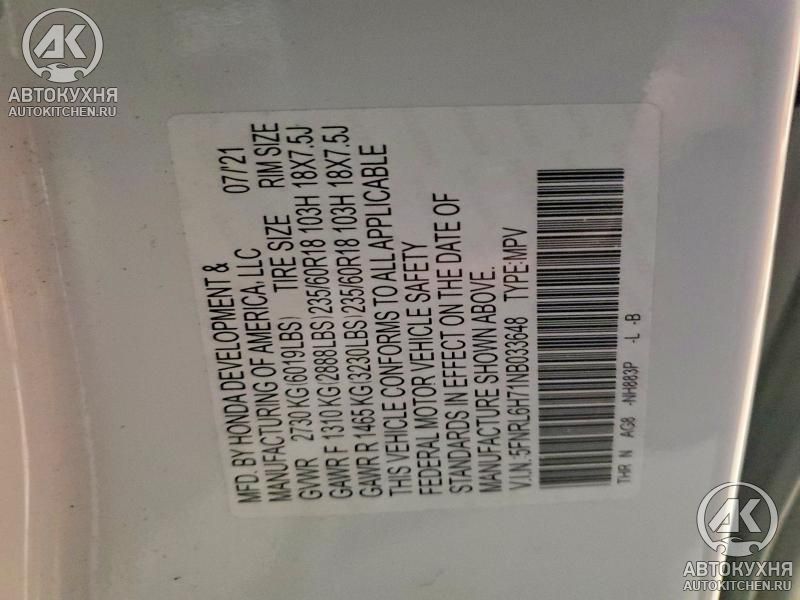 AK
АВТОКУХНЯ
AUTOKITCHEN.RU
MFD. BY HONDA DEVELOPMENT & 07/'21
MANUFACTURING OF AMERICA, LLC
GVWR 2730 KG(6019LBS) TIRE SIZE RIM SIZE
GAWR F 1310 KG(2888LBS) 235/60R18 103H 18X7.5J
GAWR R 1465 KG(3230LBS) 235/60R18 103H 18X7.5J
THIS VEHICLE CONFORMS TO ALL APPLICABLE
FEDERAL MOTOR VEHICLE SAFETY
STANDARDS IN EFFECT ON THE DATE OF
MANUFACTURE SHOWN ABOVE.
V.I.N.:5FNRL6H71NB033648 TYPE:MPV
THR N AG8 -NH883P -L -B
AK
АВТОКУХНЯ
AUTOKITCHEN.RU